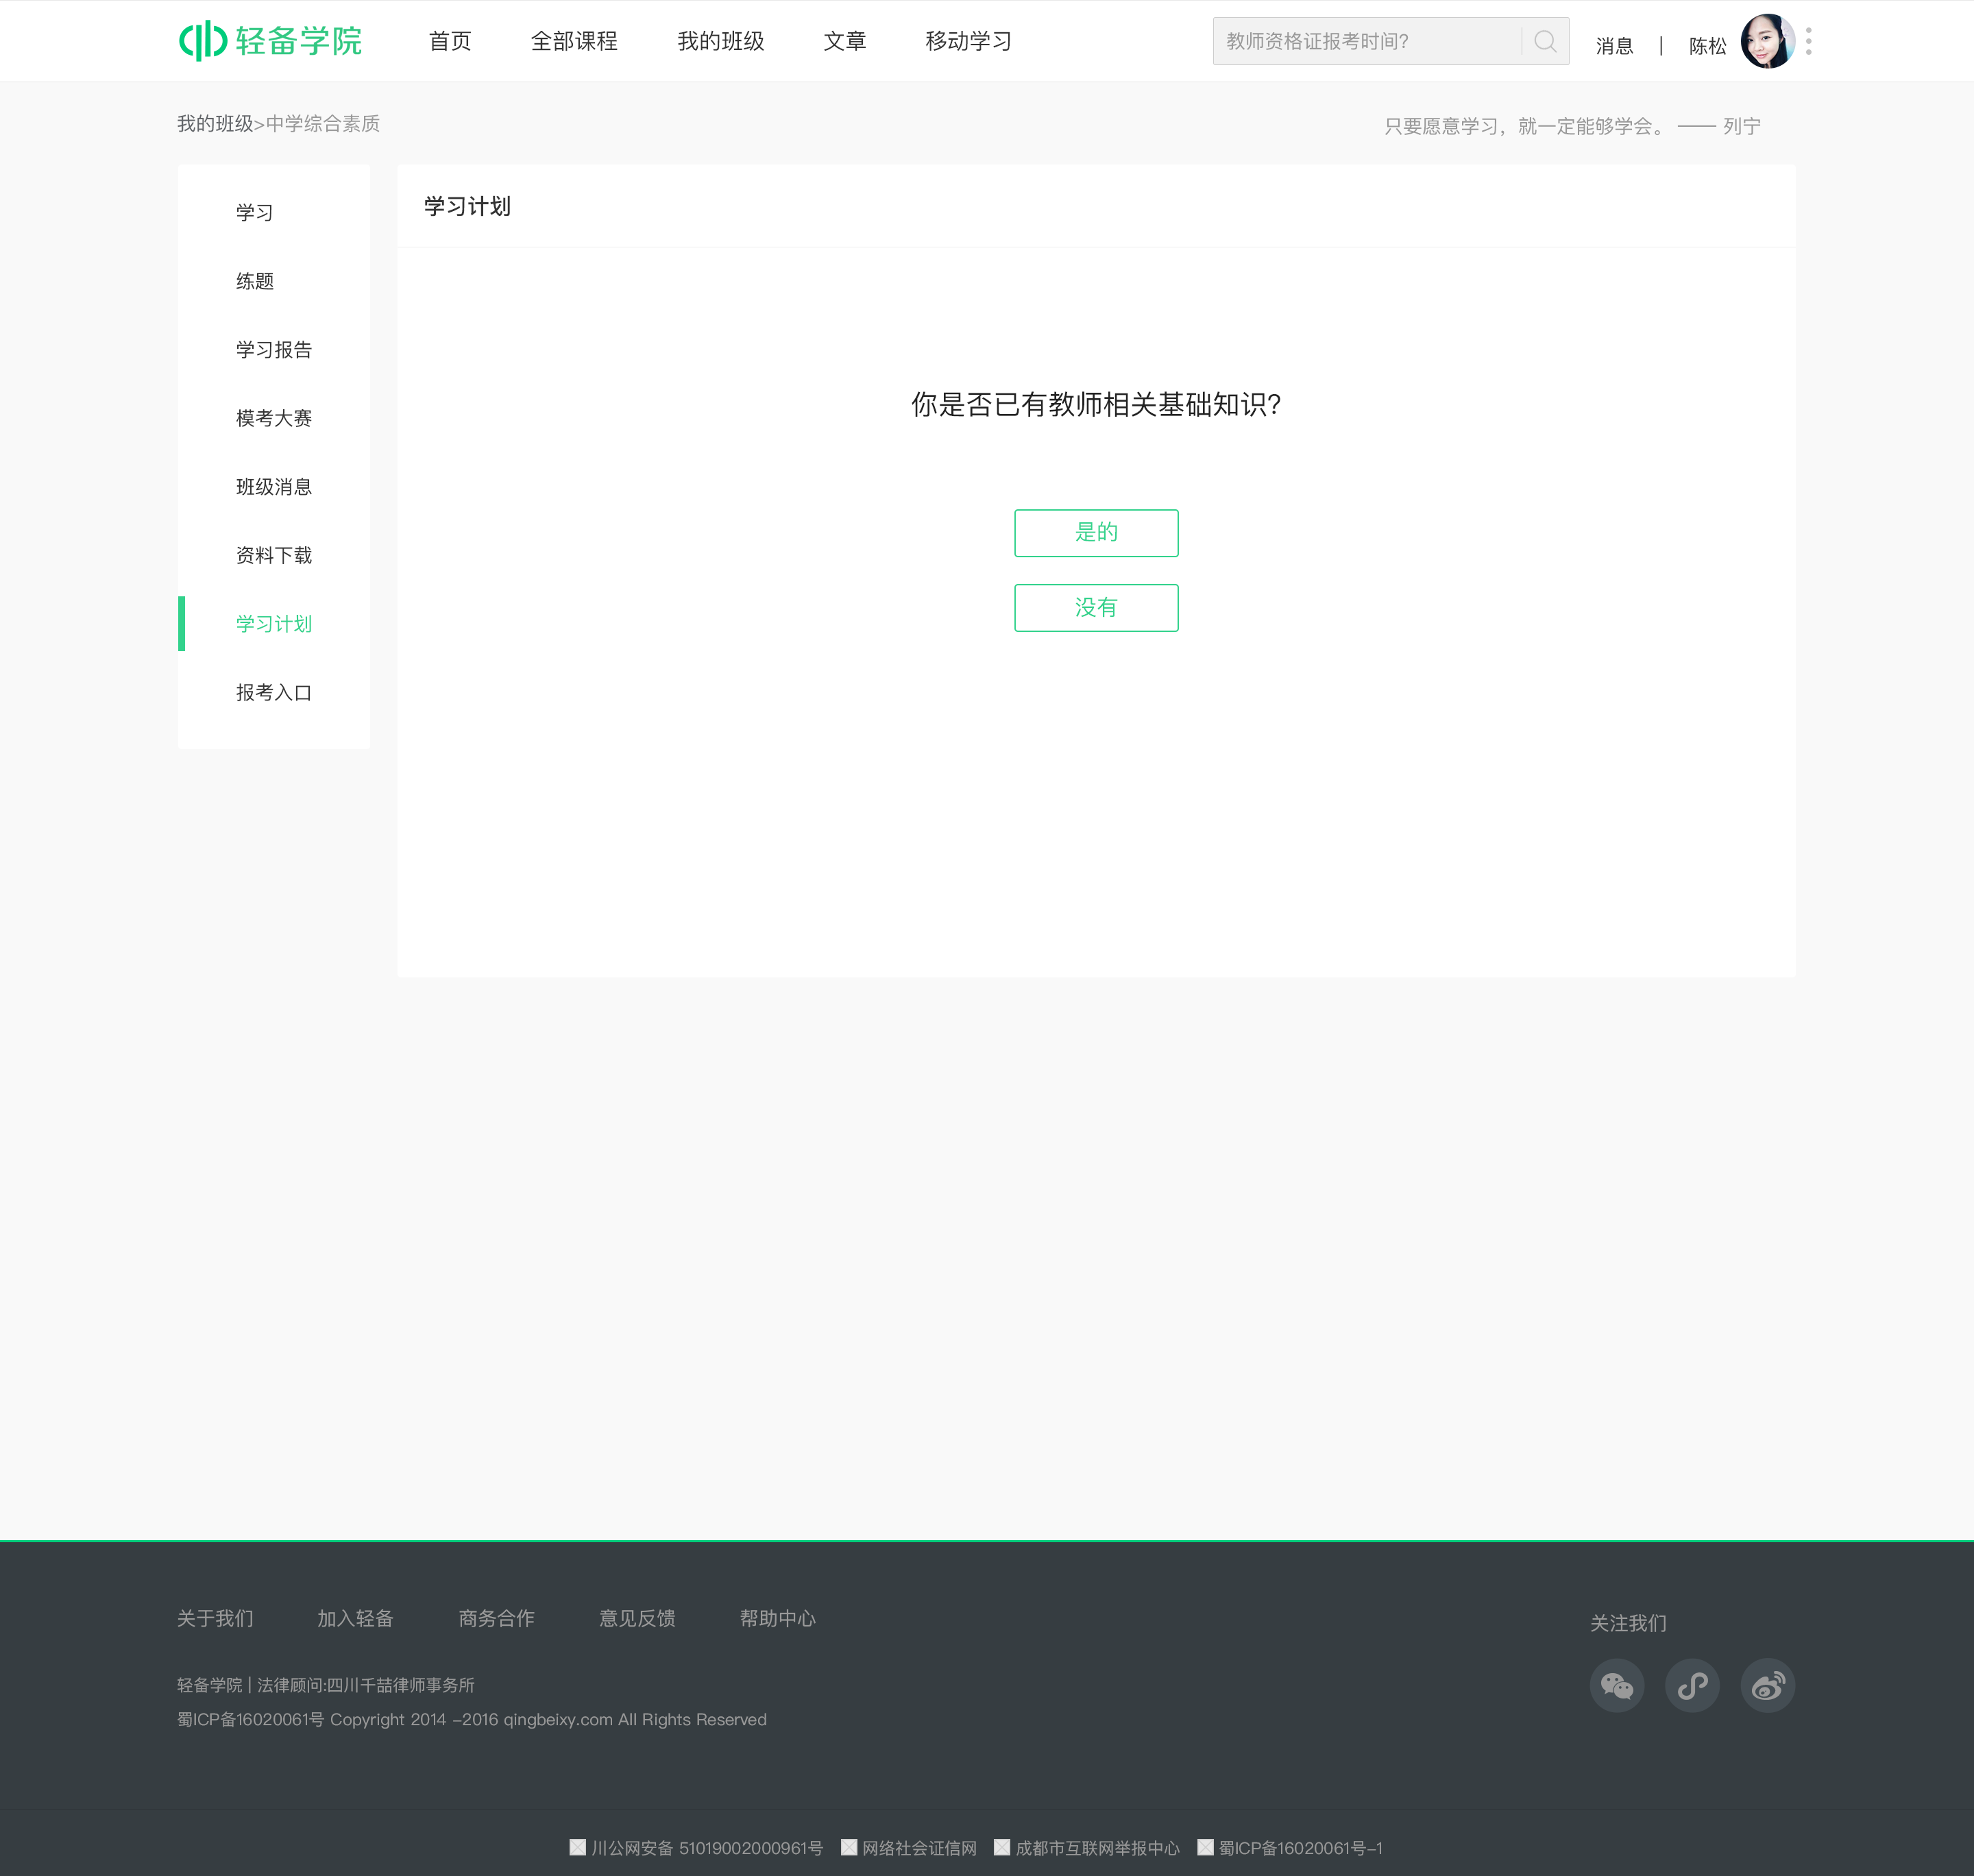 轻备学院 首页 全部课程 我的班级 文章 移动学习 教师资格证报考时间? 消息 | 陈松
我的班级>中学综合素质 只要愿意学习，就一定能够学会。 —— 列宁
学习
练题
学习报告
模考大赛
班级消息
资料下载
学习计划
报考入口
学习计划
你是否已有教师相关基础知识?
是的
没有
关于我们 加入轻备 商务合作 意见反馈 帮助中心
关注我们
轻备学院 | 法律顾问:四川千喆律师事务所
蜀ICP备16020061号 Copyright 2014 -2016 qingbeixy.com All Rights Reserved
川公网安备 51019002000961号 网络社会证信网 成都市互联网举报中心 蜀ICP备16020061号-1